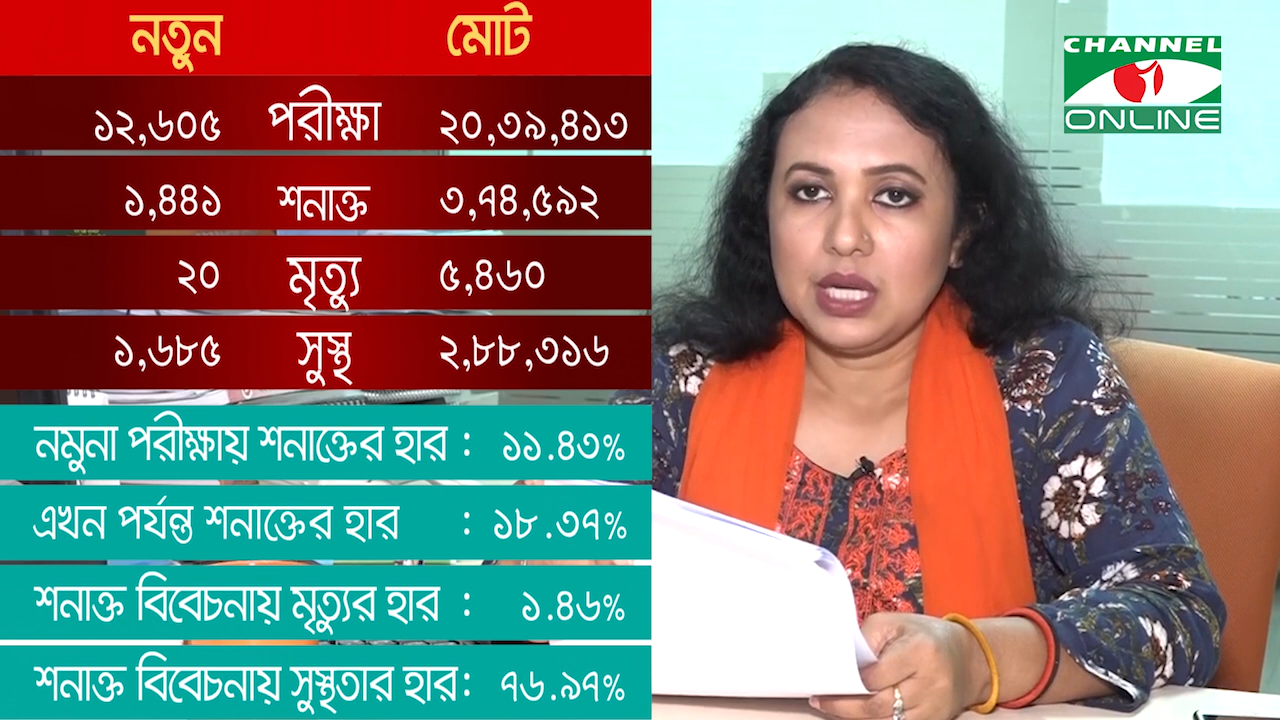 নতুন মোট
১২,৬০৫ পরীক্ষা ২০,৩৯,৪১৩
১,৪৪১ শনাক্ত ৩,৭৪,৫৯২
২০ মৃত্যু ৫,৪৬০
১,৬৮৫ সুস্থ ২,৮৮,৩১৬
নমুনা পরীক্ষায় শনাক্তের হার : ১১.৪৩%
এখন পর্যন্ত শনাক্তের হার : ১৮.৩৭%
শনাক্ত বিবেচনায় মৃত্যুর হার : ১.৪৬%
শনাক্ত বিবেচনায় সুস্থতার হার : ৭৬.৯৭%
CHANNEL
ONLINE